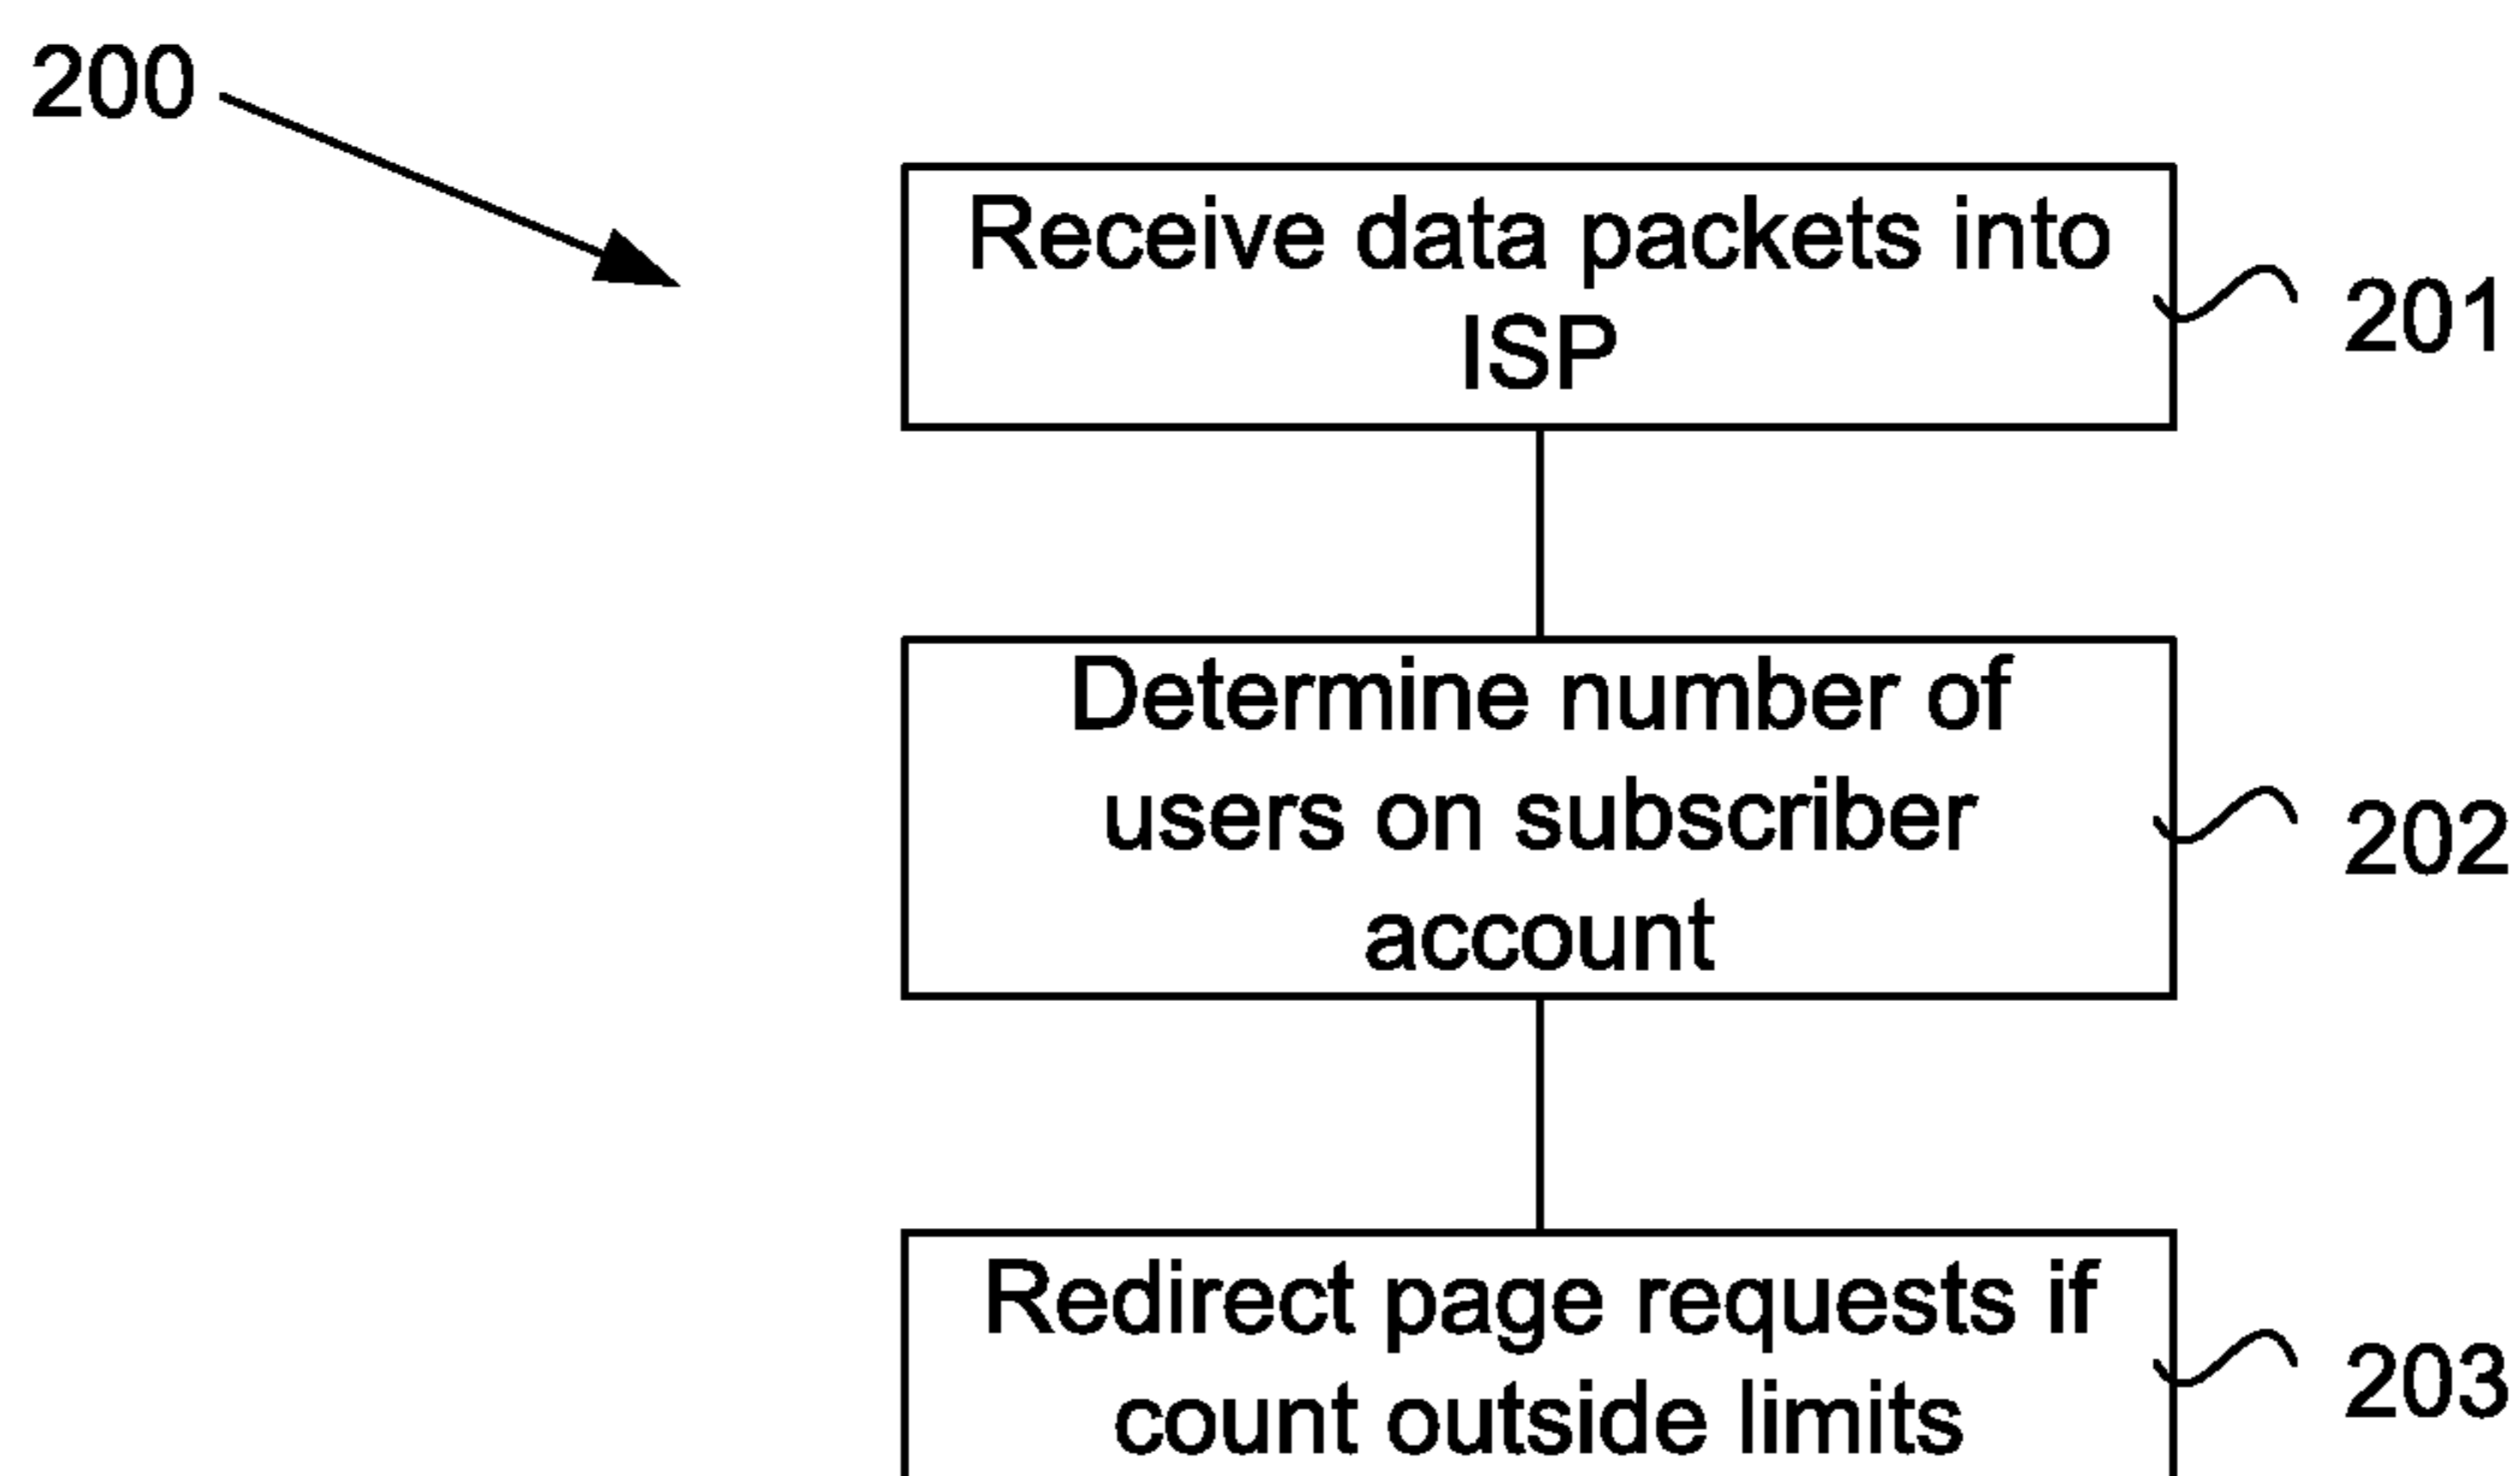 200
Receive data packets into
ISP
201
Determine number of
users on subscriber
account
202
Redirect page requests if
count outside limits
203